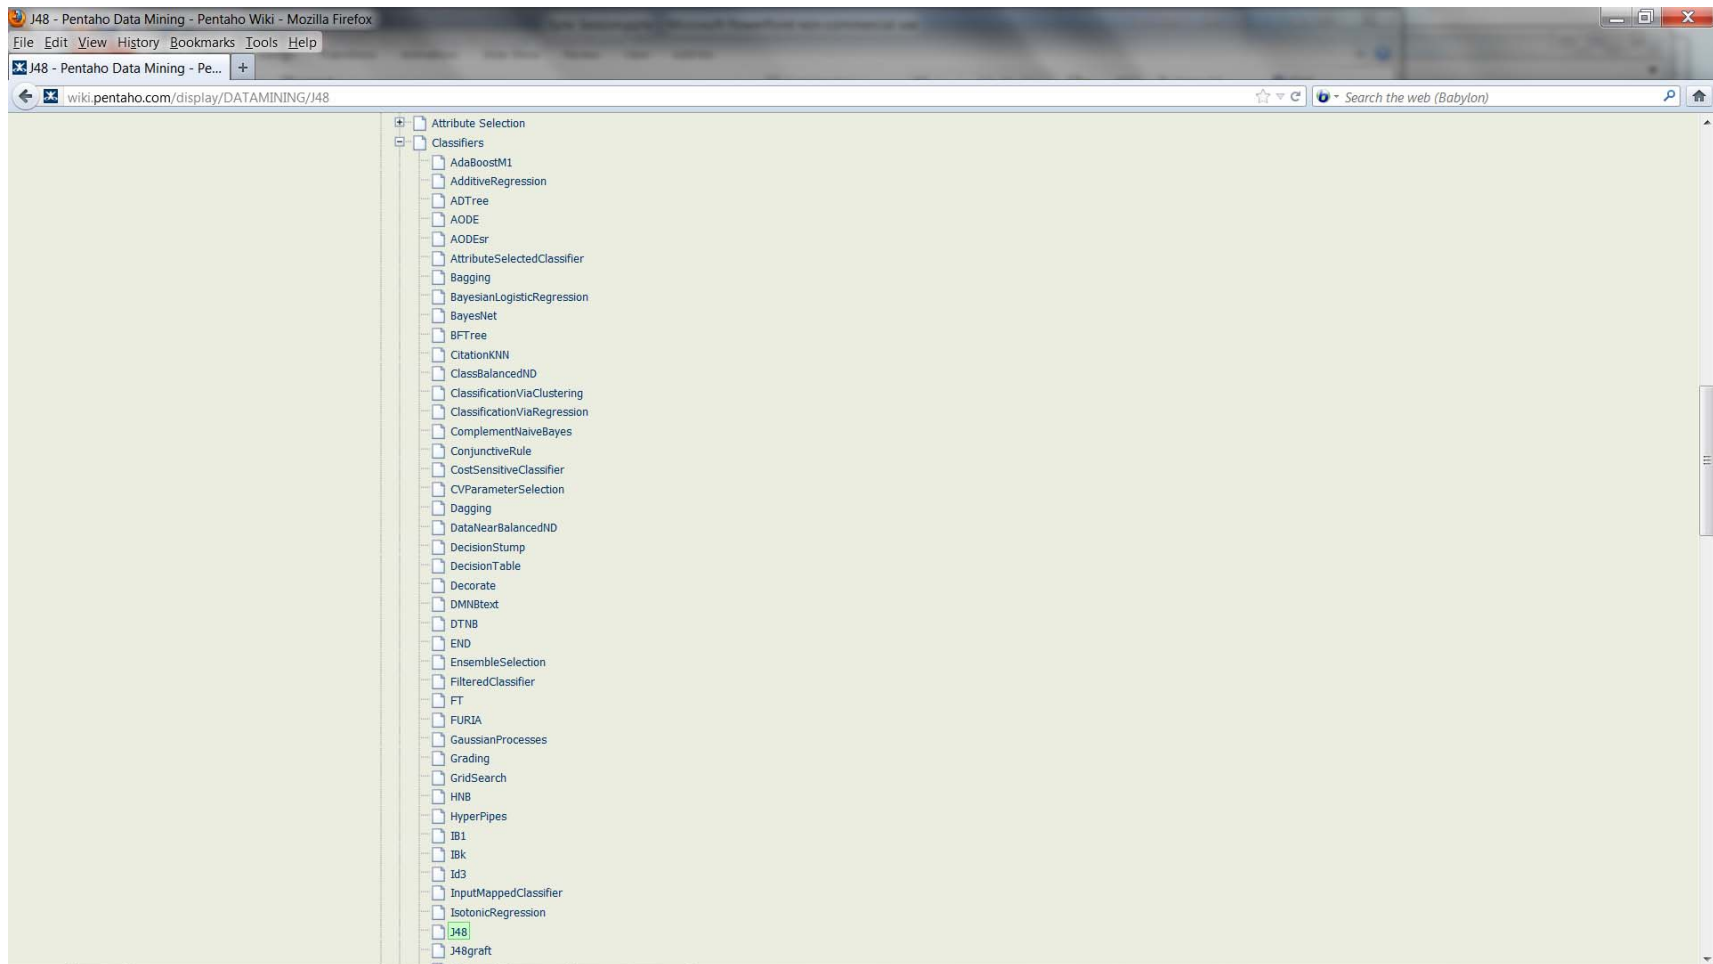 J48 - Pentaho Data Mining - Pentaho Wiki - Mozilla Firefox
File Edit View History Bookmarks Tools Help
J48 - Pentaho Data Mining - Pe... +
wiki.pentaho.com/display/DATAMINING/J48 Search the web (Babylon)
Attribute Selection
Classifiers
AdaBoostM1
AdditiveRegression
ADTree
AODE
AODEsr
AttributeSelectedClassifier
Bagging
BayesianLogisticRegression
BayesNet
BFTree
CitationKNN
ClassBalancedND
ClassificationViaClustering
ClassificationViaRegression
ComplementNaiveBayes
ConjunctiveRule
CostSensitiveClassifier
CVParameterSelection
Dagging
DataNearBalancedND
DecisionStump
DecisionTable
Decorate
DMNBtext
DTNB
END
EnsembleSelection
FilteredClassifier
FT
FURIA
GaussianProcesses
Grading
GridSearch
HNB
HyperPipes
IB1
IBk
Id3
InputMappedClassifier
IsotonicRegression
J48
J48graft